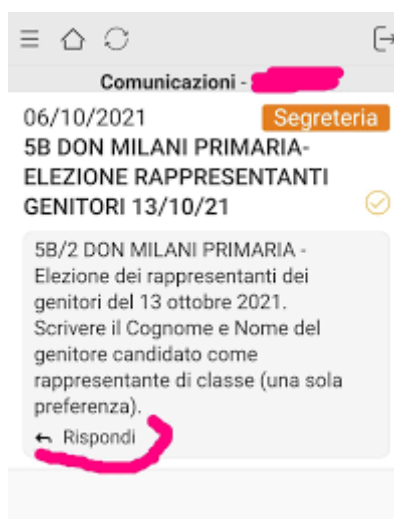 Comunicazioni -
06/10/2021 Segreteria
5B DON MILANI PRIMARIA-
ELEZIONE RAPPRESENTANTI
GENITORI 13/10/21
5B/2 DON MILANI PRIMARIA -
Elezione dei rappresentanti dei
genitori del 13 ottobre 2021.
Scrivere il Cognome e Nome del
genitore candidato come
rappresentante di classe (una sola
preferenza).
Rispondi